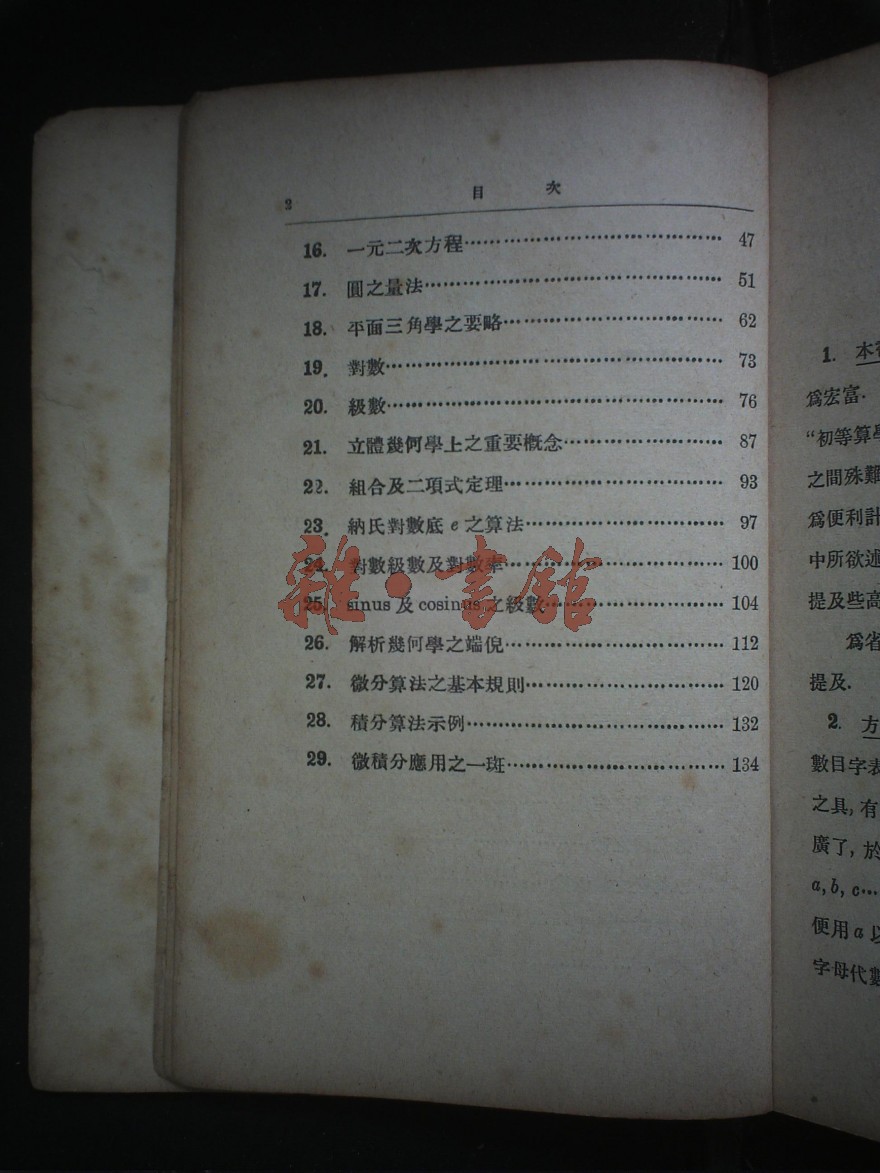 2 目 次
16. 一元二次方程 47
17. 圓之量法 51
18. 平面三角學之要略 62
19. 對數 73
20. 級數 76
21. 立體幾何學上之重要概念 87
22. 組合及二項式定理 93
23. 納氏對數底 e 之算法 97
24. 對數級數及對數率 100
25. sinus 及 cosinus 之級數 104
26. 解析幾何學之端倪 112
27. 微分算法之基本規則 120
28. 積分算法示例 132
29. 微積分應用之一斑 134
雜·書館
1. 本
爲宏富.
“初等算學
之間殊難
爲便利計
中所欲述
提及些高
爲省
提及.
2. 方
數目字表
之具, 有
廣了, 於
a, b, c…
便用 a 以
字母代數